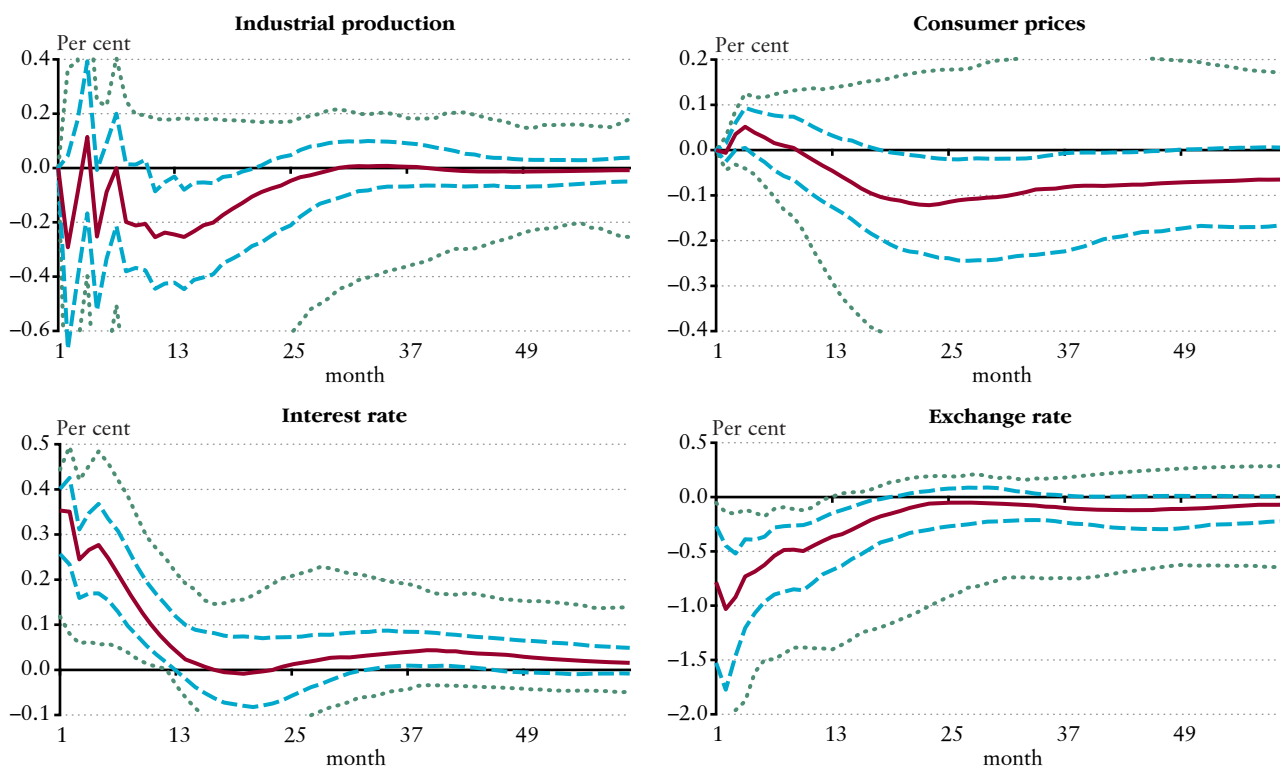 Industrial production
Per cent
0.4
0.2
0.0
–0.2
–0.4
–0.6
1 13 25 37 49
month
Consumer prices
Per cent
0.2
0.1
0.0
–0.1
–0.2
–0.3
–0.4
1 13 25 37 49
month
Interest rate
Per cent
0.5
0.4
0.3
0.2
0.1
0.0
–0.1
1 13 25 37 49
month
Exchange rate
Per cent
0.5
0.0
–0.5
–1.0
–1.5
–2.0
1 13 25 37 49
month